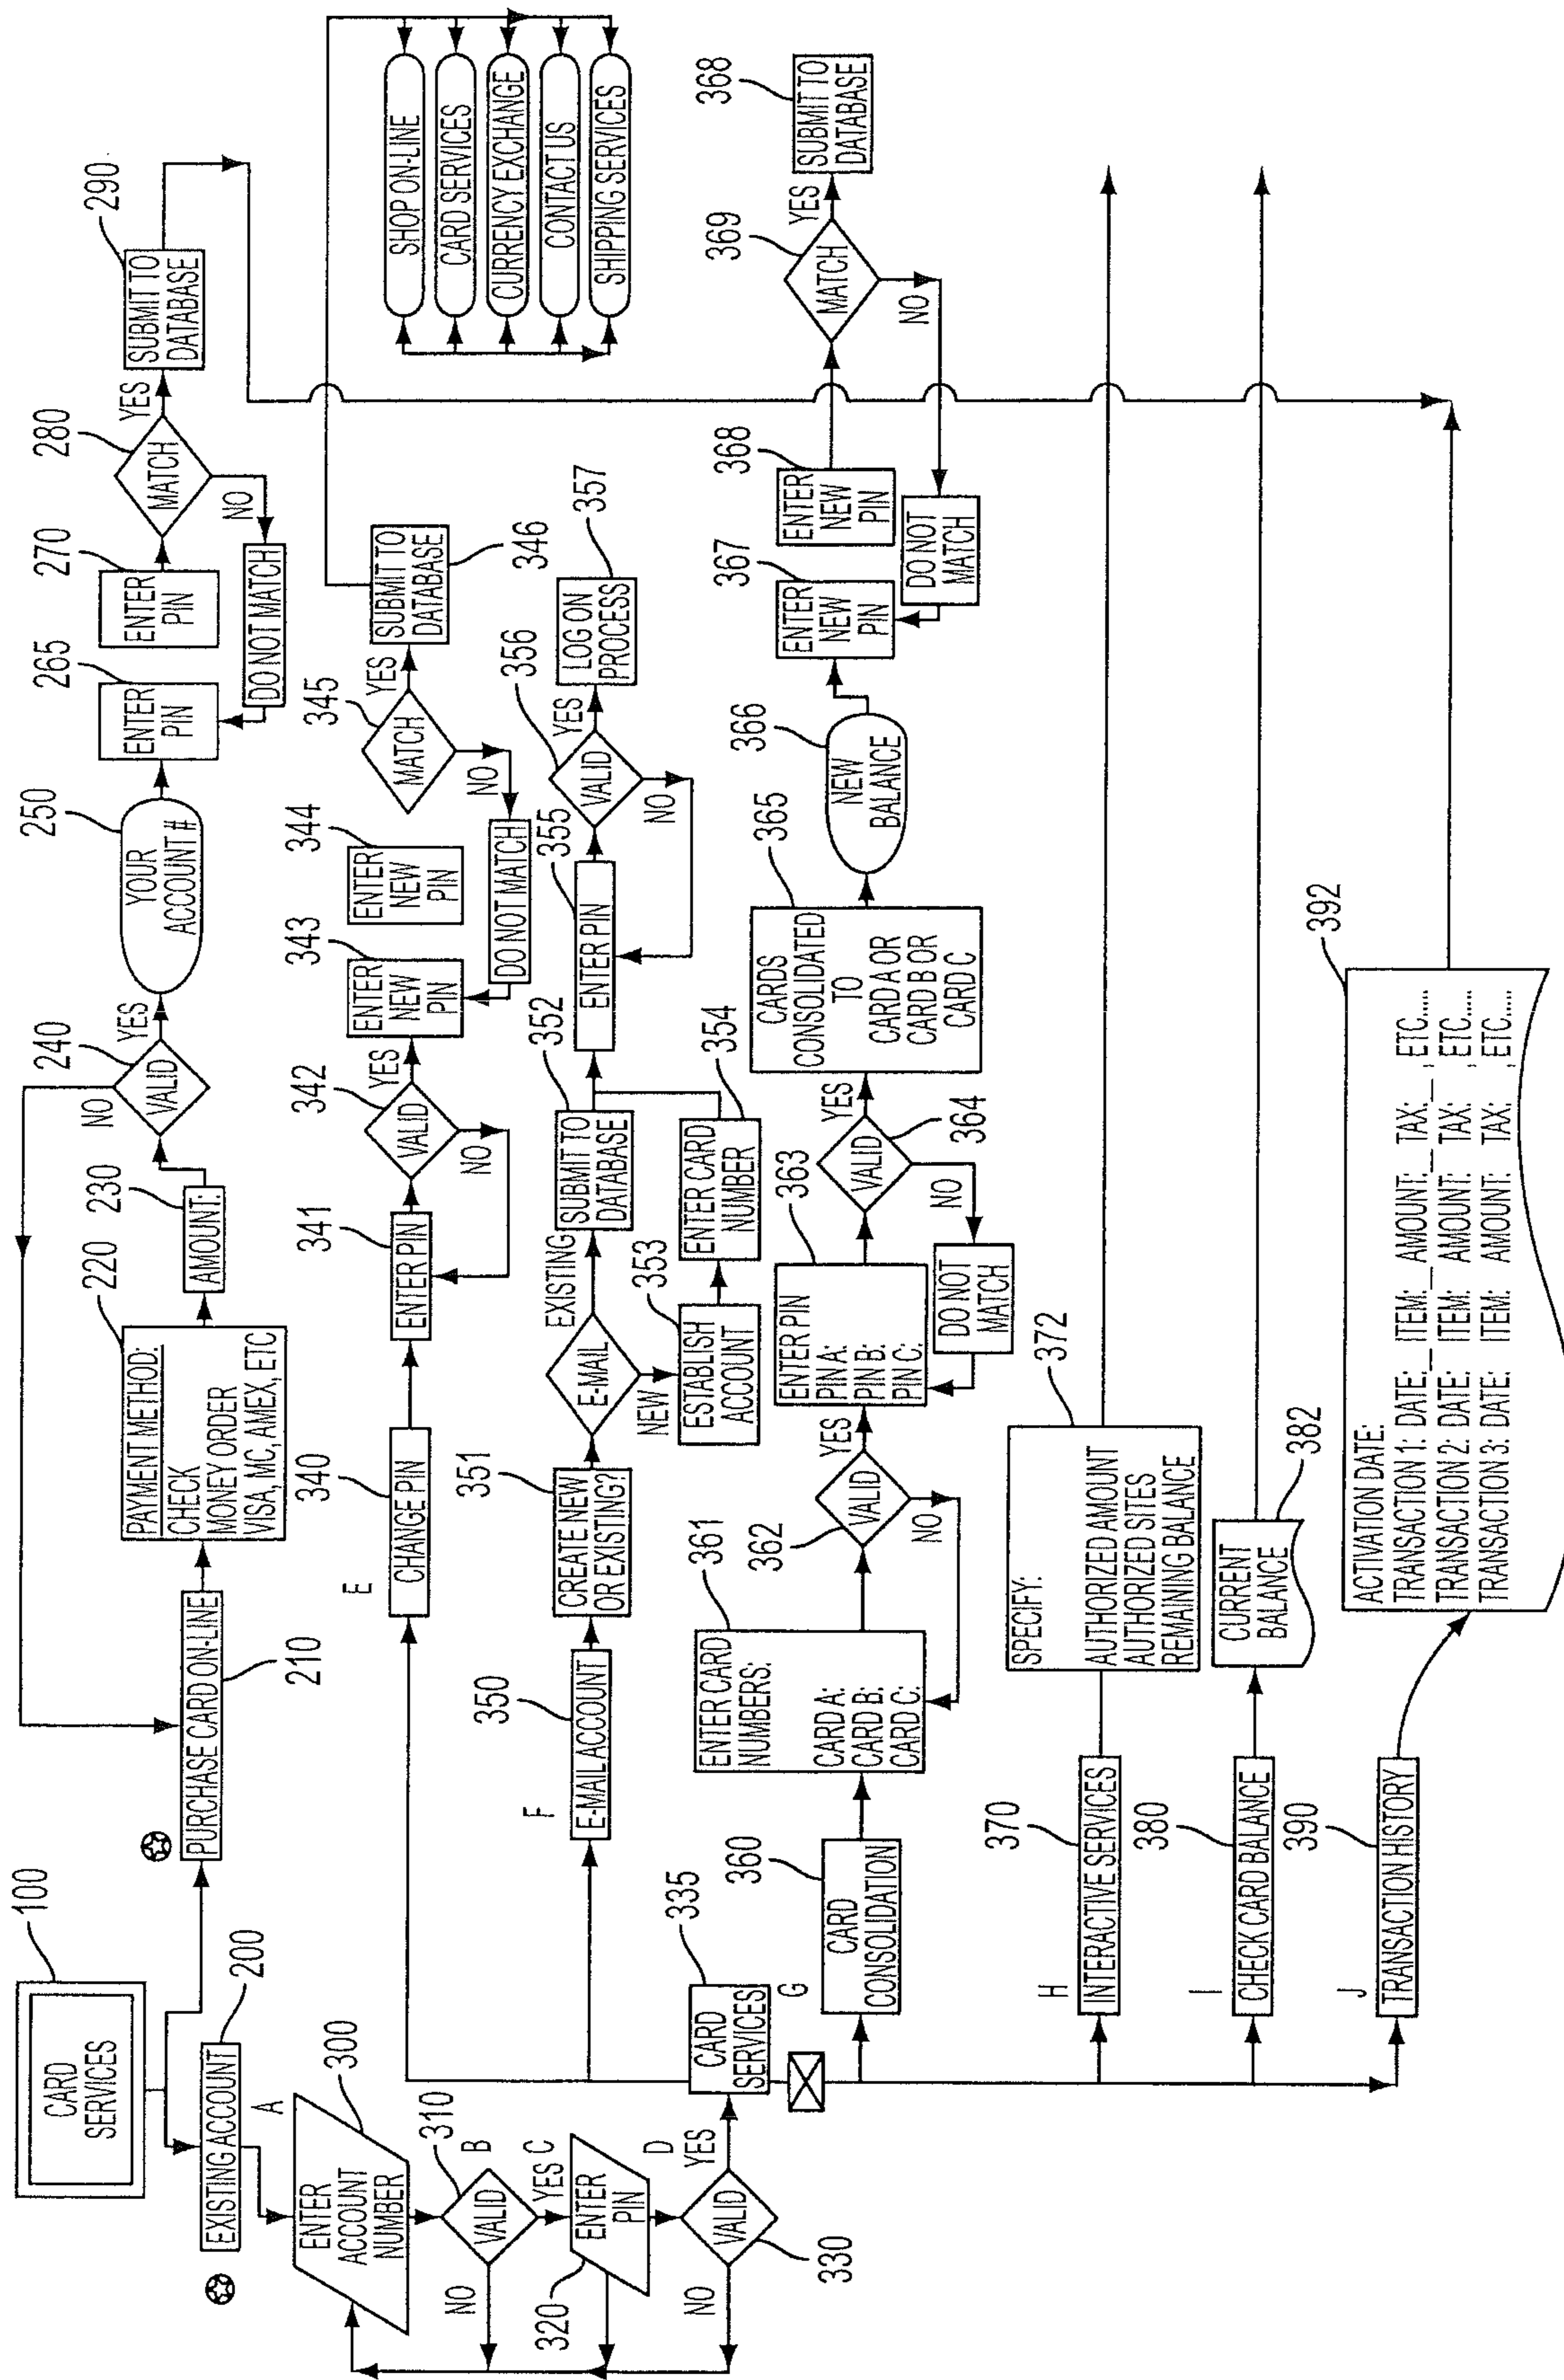 100
CARD
SERVICES
EXISTING ACCOUNT
200
PURCHASE CARD ON-LINE
210
PAYMENT METHOD:
CHECK
MONEY ORDER
VISA, MC, AMEX, ETC
220
AMOUNT:
230
VALID
240
NO
YES
YOUR
ACCOUNT #
250
ENTER
PIN
265
ENTER
PIN
270
MATCH
280
YES
NO
DO NOT MATCH
SUBMIT TO
DATABASE
290
A
ENTER
ACCOUNT
NUMBER
300
VALID
310
B
NO
YES C
ENTER
PIN
320
D
VALID
330
NO
YES
CARD
SERVICES
335
E
CHANGE PIN
340
ENTER PIN
341
VALID
342
YES
NO
ENTER
NEW
PIN
343
ENTER
NEW
PIN
344
MATCH
345
YES
NO
DO NOT MATCH
SUBMIT TO
DATABASE
346
SHOP ON-LINE
CARD SERVICES
CURRENCY EXCHANGE
CONTACT US
SHIPPING SERVICES
F
E-MAIL ACCOUNT
350
CREATE NEW
OR EXISTING?
351
E-MAIL
EXISTING
NEW
SUBMIT TO
DATABASE
352
ESTABLISH
ACCOUNT
353
ENTER CARD
NUMBER
354
ENTER PIN
355
VALID
356
YES
NO
LOG ON
PROCESS
357
G
CARD
CONSOLIDATION
360
ENTER CARD
NUMBERS:
CARD A:
CARD B:
CARD C:
361
VALID
362
YES
NO
ENTER PIN
PIN A:
PIN B:
PIN C:
363
VALID
364
YES
NO
DO NOT
MATCH
CARDS
CONSOLIDATED
TO
CARD A OR
CARD B OR
CARD C
365
NEW
BALANCE
366
ENTER
NEW
PIN
367
ENTER
NEW
PIN
368
MATCH
369
YES
NO
DO NOT
MATCH
SUBMIT TO
DATABASE
368
H
INTERACTIVE SERVICES
370
SPECIFY:
AUTHORIZED AMOUNT
AUTHORIZED SITES
REMAINING BALANCE
372
I
CHECK CARD BALANCE
380
CURRENT
BALANCE
382
J
TRANSACTION HISTORY
390
ACTIVATION DATE:
TRANSACTION 1: DATE:_ ITEM:_ AMOUNT:_ TAX:_ , ETC.....
TRANSACTION 2: DATE: ITEM: AMOUNT: TAX: , ETC.....
TRANSACTION 3: DATE: ITEM: AMOUNT: TAX: , ETC.....
392